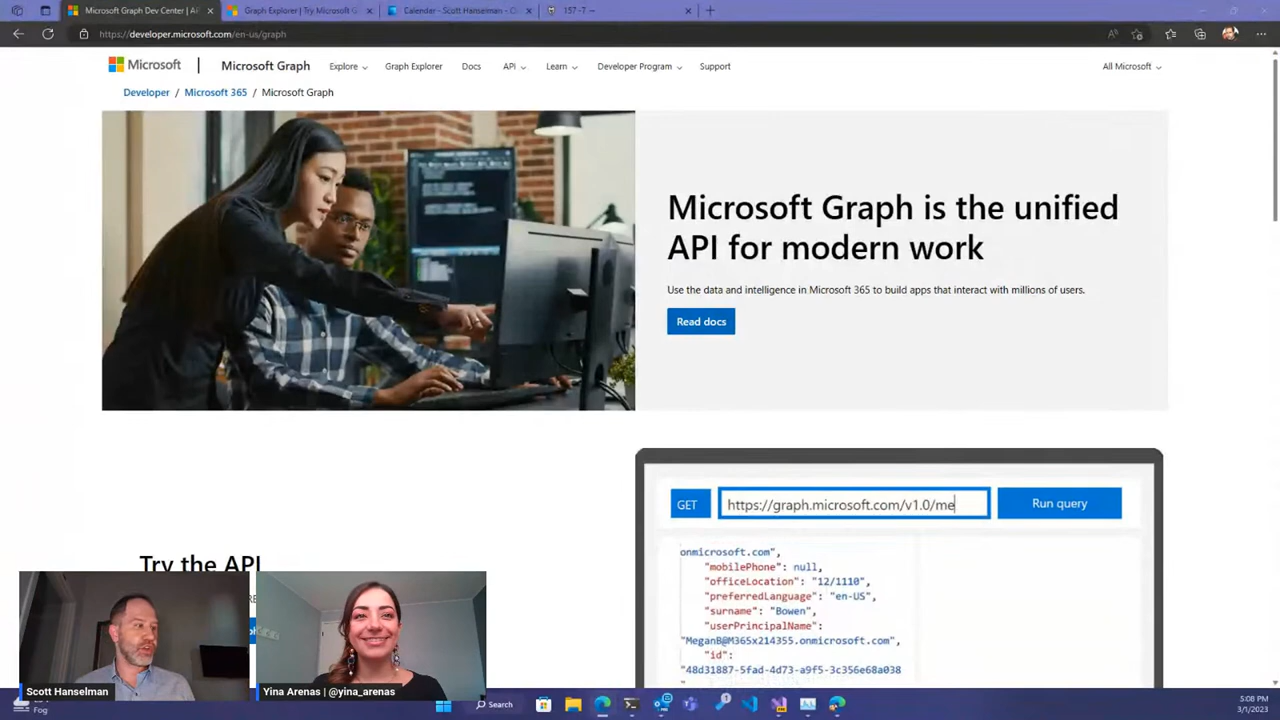 Microsoft Graph Dev Center | AP
Graph Explorer | Try Microsoft G
Calendar - Scott Hanselman - O
157 -7 —
https://developer.microsoft.com/en-us/graph
Microsoft | Microsoft Graph Explore Graph Explorer Docs API Learn Developer Program Support All Microsoft
Developer / Microsoft 365 / Microsoft Graph
Microsoft Graph is the unified
API for modern work
Use the data and intelligence in Microsoft 365 to build apps that interact with millions of users.
Read docs
GET https://graph.microsoft.com/v1.0/me Run query
onmicrosoft.com",
"mobilePhone": null,
"officeLocation": "12/1110",
"preferredLanguage": "en-US",
"surname": "Bowen",
"userPrincipalName":
"MeganB@M365x214355.onmicrosoft.com",
"id":
"48d31887-5fad-4d73-a9f5-3c356e68a038
Try the API
Scott Hanselman
Yina Arenas | @yina_arenas
Fog
Search
5:08 PM
3/1/2023